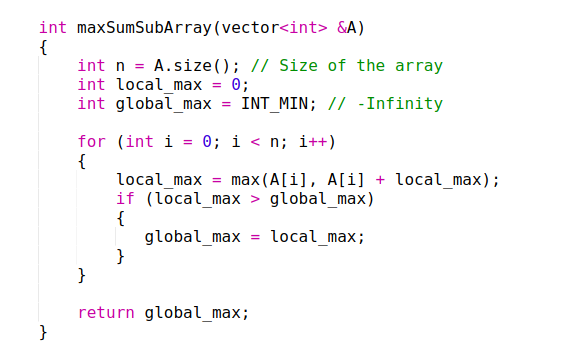 int maxSumSubArray(vector<int> &A)
{
    int n = A.size(); // Size of the array
    int local_max = 0;
    int global_max = INT_MIN; // -Infinity

    for (int i = 0; i < n; i++)
    {
        local_max = max(A[i], A[i] + local_max);
        if (local_max > global_max)
        {
           global_max = local_max;
        }
    }

    return global_max;
}